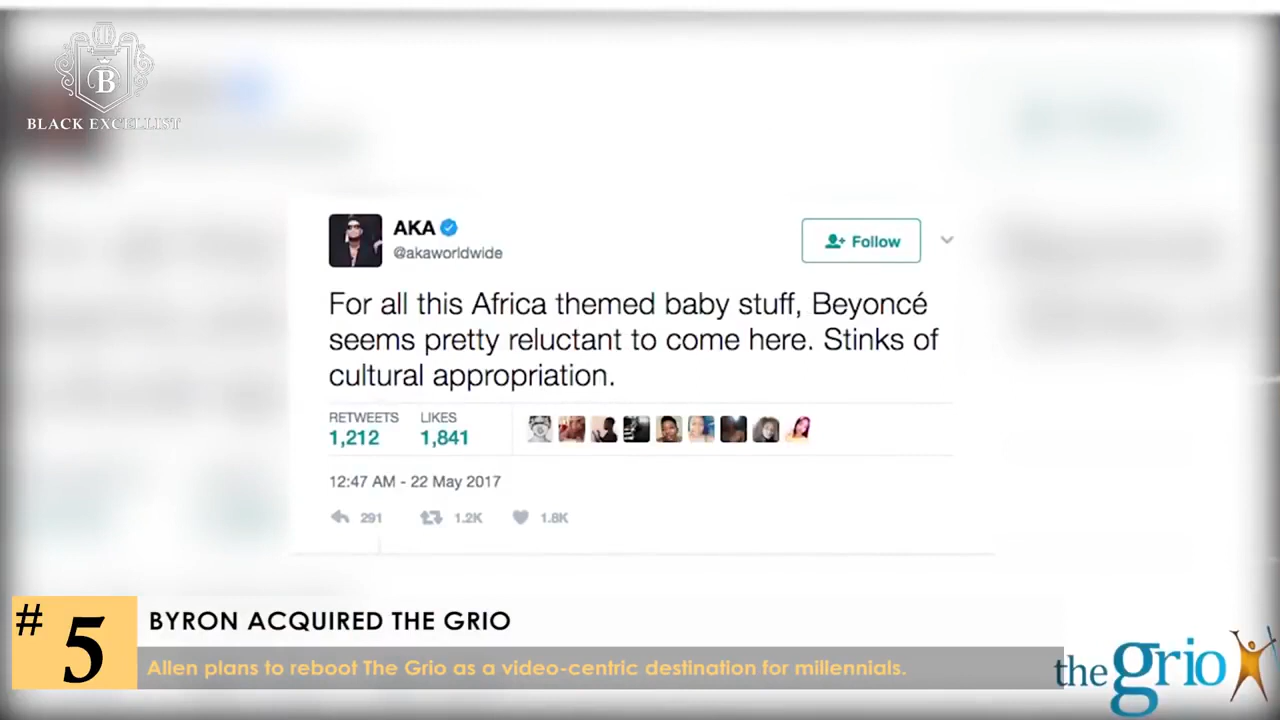 B
BLACK EXCELLIST
AKA
@akaworldwide
Follow
For all this Africa themed baby stuff, Beyoncé
seems pretty reluctant to come here. Stinks of
cultural appropriation.
RETWEETS LIKES
1,212 1,841
12:47 AM - 22 May 2017
291 1.2K 1.8K
#5
BYRON ACQUIRED THE GRIO
Allen plans to reboot The Grio as a video-centric destination for millennials.
thegrio